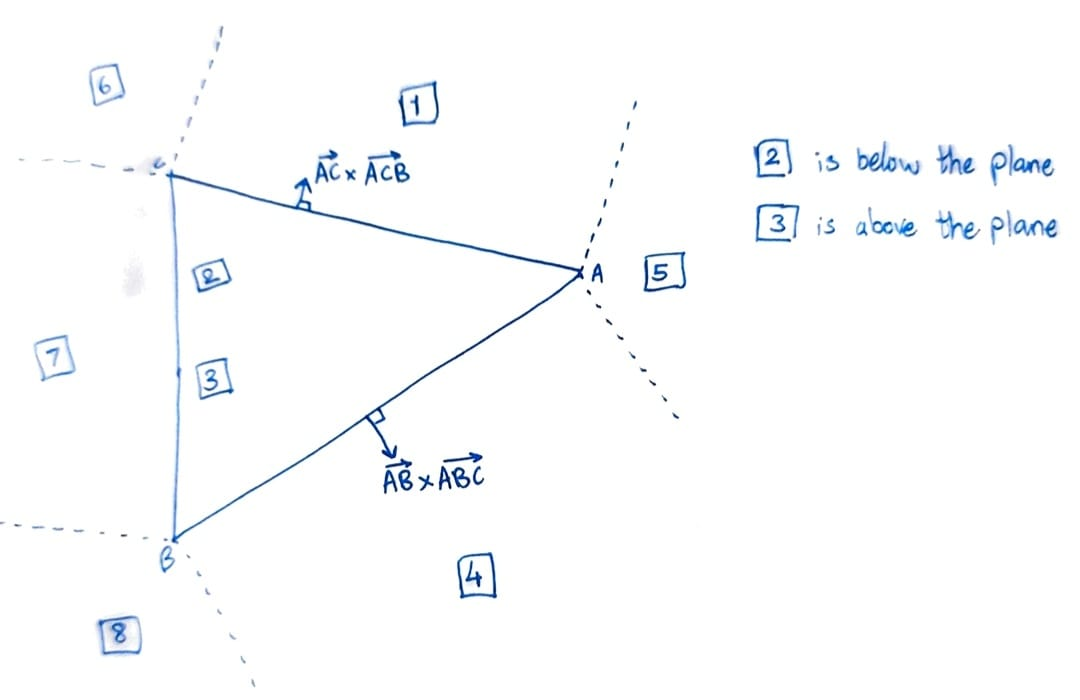 6
1
C
AC × ACB
2 is below the plane
3 is above the plane
2
A
5
7
3
AB × ABC
B
4
8